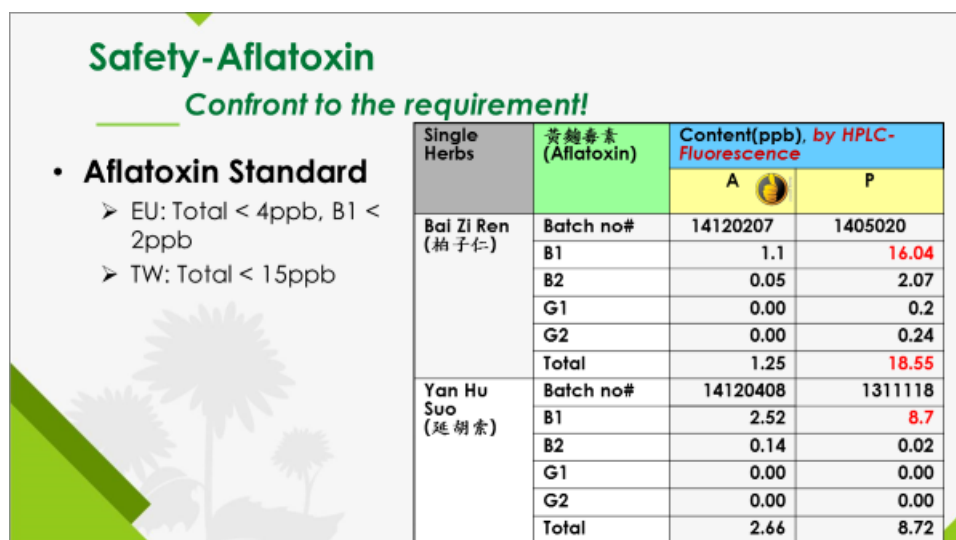 Safety-Aflatoxin
Confront to the requirement!
• Aflatoxin Standard
➢ EU: Total < 4ppb, B1 <
2ppb
➢ TW: Total < 15ppb
Single
Herbs
黃麴毒素
(Aflatoxin)
Content(ppb), by HPLC-
Fluorescence
A P
Bai Zi Ren
(柏子仁)
Batch no# 14120207 1405020
B1 1.1 16.04
B2 0.05 2.07
G1 0.00 0.2
G2 0.00 0.24
Total 1.25 18.55
Yan Hu
Suo
(延胡索)
Batch no# 14120408 1311118
B1 2.52 8.7
B2 0.14 0.02
G1 0.00 0.00
G2 0.00 0.00
Total 2.66 8.72